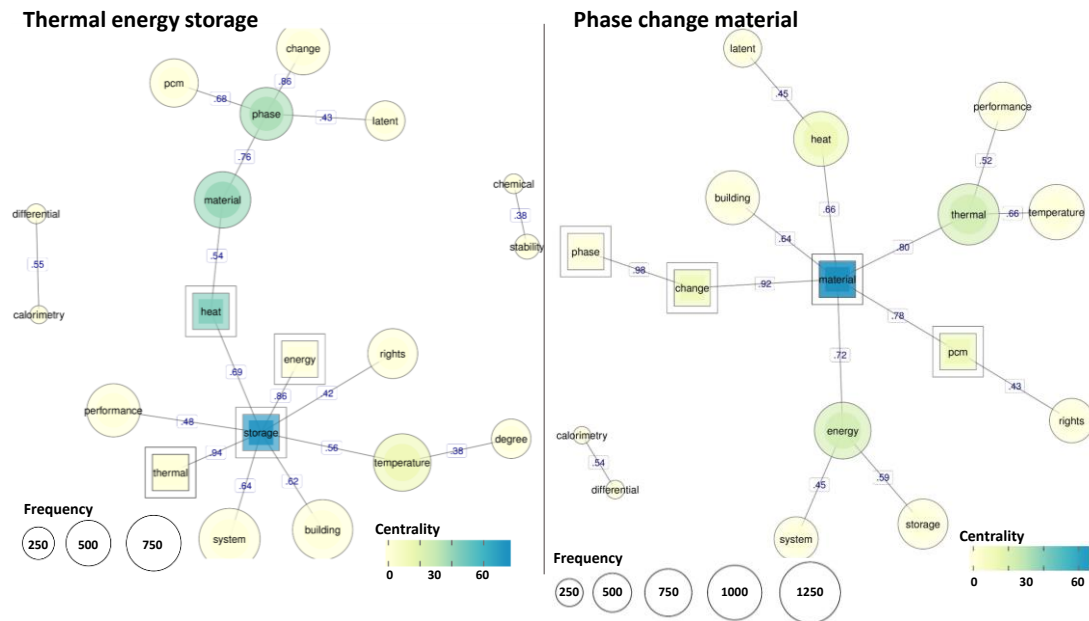 Thermal energy storage
change
.86
pcm
.68
phase
.43
latent
.76
material
.54
differential
.55
calorimetry
chemical
.38
stability
heat
.69
energy
.86
rights
.42
performance
.48
storage
.94
thermal
.56
temperature
.38
degree
.64
.62
system
building
Frequency
250 500 750
Centrality
0 30 60
Phase change material
latent
.45
heat
performance
.52
building
.66
thermal
.66
temperature
.64
.80
phase
.98
change
.92
material
.78
pcm
.72
.43
rights
energy
calorimetry
.54
differential
.45
.59
system
storage
Frequency
250 500 750 1000 1250
Centrality
0 30 60